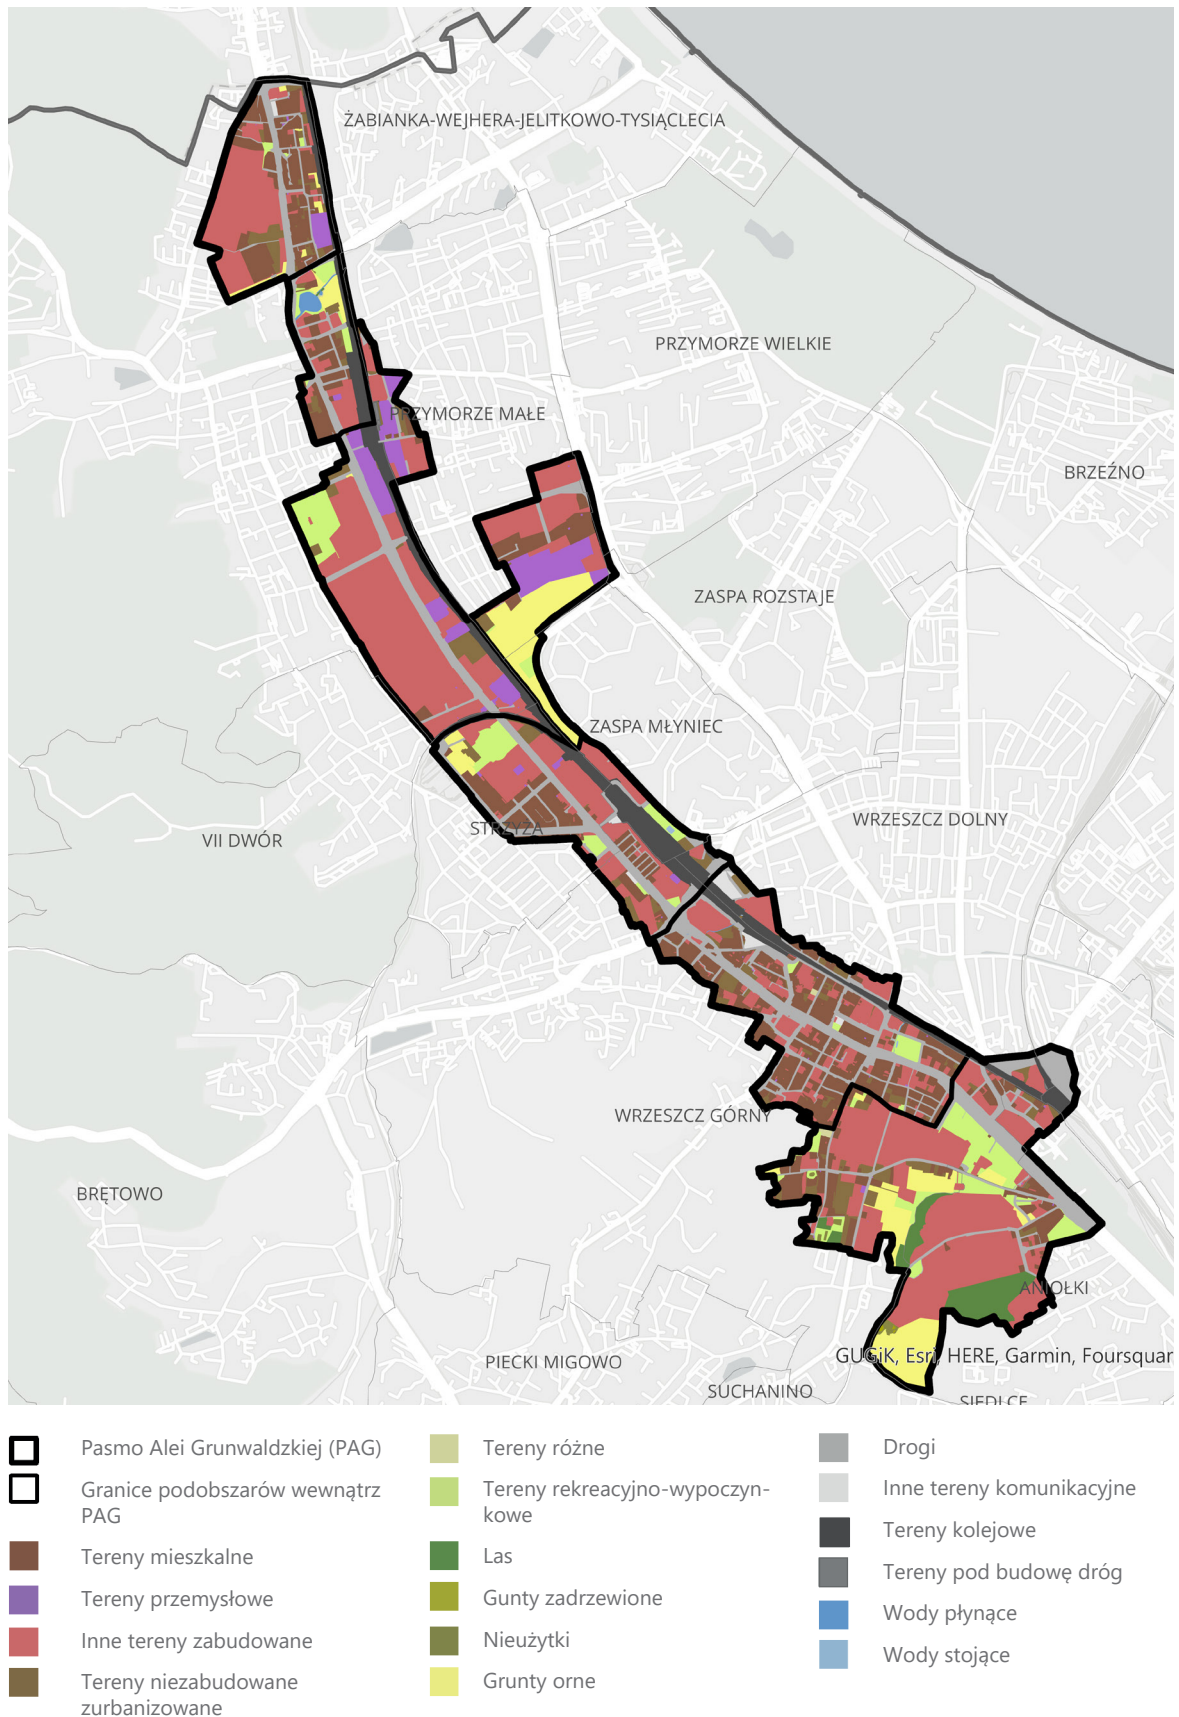 ŻABIANKA-WEJHERA-JELITKOWO-TYSIĄCLECIA
PRZYMORZE WIELKIE
PRZYMORZE MAŁE
BRZEŹNO
ZASPA ROZSTAJE
ZASPA MŁYNIEC
WRZESZCZ DOLNY
STRZYŻA
VII DWÓR
WRZESZCZ GÓRNY
BRĘTOWO
ANIOŁKI
GUGiK, Esri, HERE, Garmin, Foursquar
PIECKI MIGOWO
SUCHANINO
SIEDLCE
Pasmo Alei Grunwaldzkiej (PAG)
Granice podobszarów wewnątrz
PAG
Tereny mieszkalne
Tereny przemysłowe
Inne tereny zabudowane
Tereny niezabudowane
zurbanizowane
Tereny różne
Tereny rekreacyjno-wypoczyn-
kowe
Las
Gunty zadrzewione
Nieużytki
Grunty orne
Drogi
Inne tereny komunikacyjne
Tereny kolejowe
Tereny pod budowę dróg
Wody płynące
Wody stojące